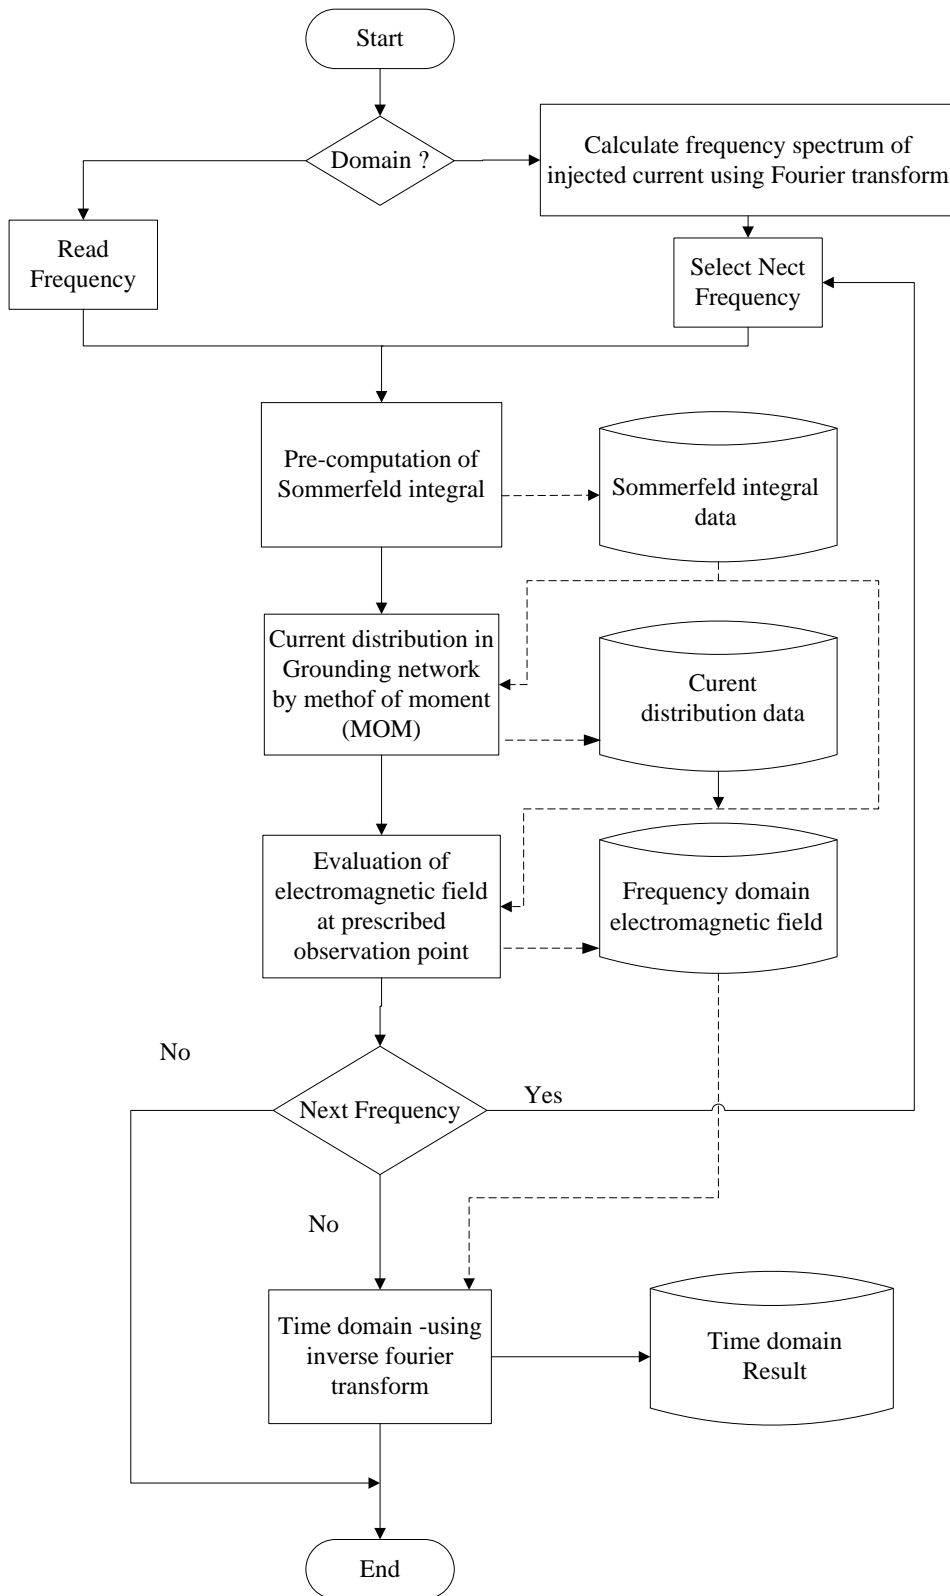 Start
Domain ?
Calculate frequency spectrum of
injected current using Fourier transform
Read
Frequency
Select Nect
Frequency
Pre-computation of
Sommerfeld integral
Sommerfeld integral
data
Current distribution in
Grounding network
by methof of moment
(MOM)
Curent
distribution data
Evaluation of
electromagnetic field
at prescribed
observation point
Frequency domain
electromagnetic field
No
Next Frequency
Yes
No
Time domain -using
inverse fourier
transform
Time domain
Result
End